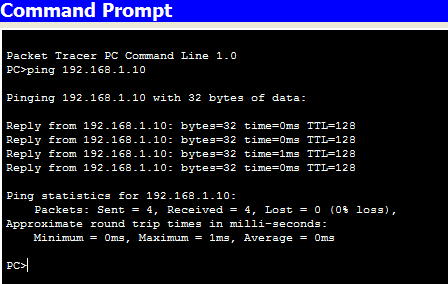 Command Prompt
Packet Tracer PC Command Line 1.0
PC>ping 192.168.1.10
Pinging 192.168.1.10 with 32 bytes of data:
Reply from 192.168.1.10: bytes=32 time=0ms TTL=128
Reply from 192.168.1.10: bytes=32 time=0ms TTL=128
Reply from 192.168.1.10: bytes=32 time=1ms TTL=128
Reply from 192.168.1.10: bytes=32 time=0ms TTL=128
Ping statistics for 192.168.1.10:
Packets: Sent = 4, Received = 4, Lost = 0 (0% loss),
Approximate round trip times in milli-seconds:
Minimum = 0ms, Maximum = 1ms, Average = 0ms
PC>